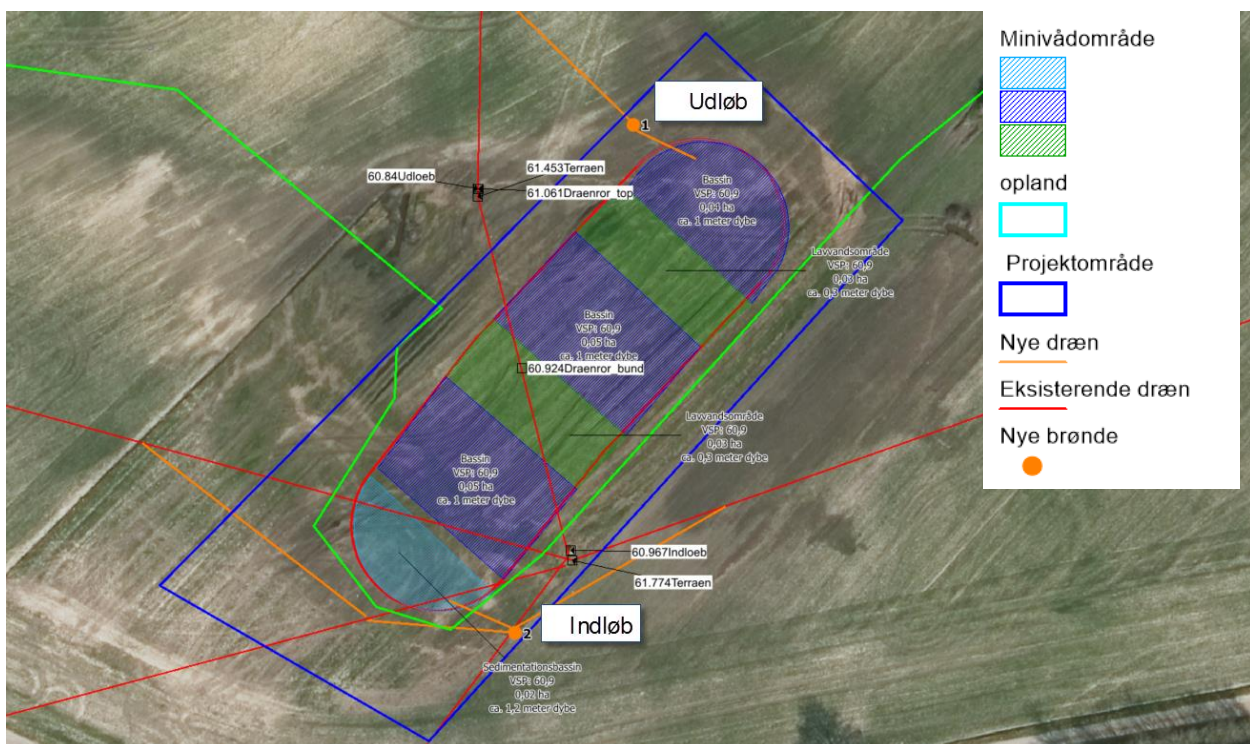 Udløb
1
61.453Terraen
60.84Udloeb
61.061Draenror_top
Bassin
VSP: 60,9
0,04 ha
ca. 1 meter dybe
Lavvandsområde
VSP: 60,9
0,03 ha
ca. 0,3 meter dybe
Bassin
VSP: 60,9
0,05 ha
ca. 1 meter dybe
60.924Draenror_bund
Lavvandsområde
VSP: 60,9
0,03 ha
ca. 0,3 meter dybe
Bassin
VSP: 60,9
0,05 ha
ca. 1 meter dybe
60.967Indloeb
61.774Terraen
Indløb
2
Sedimentationsbassin
VSP: 60,9
0,02 ha
ca. 1,2 meter dybe
Minivådområde
opland
Projektområde
Nye dræn
Eksisterende dræn
Nye brønde